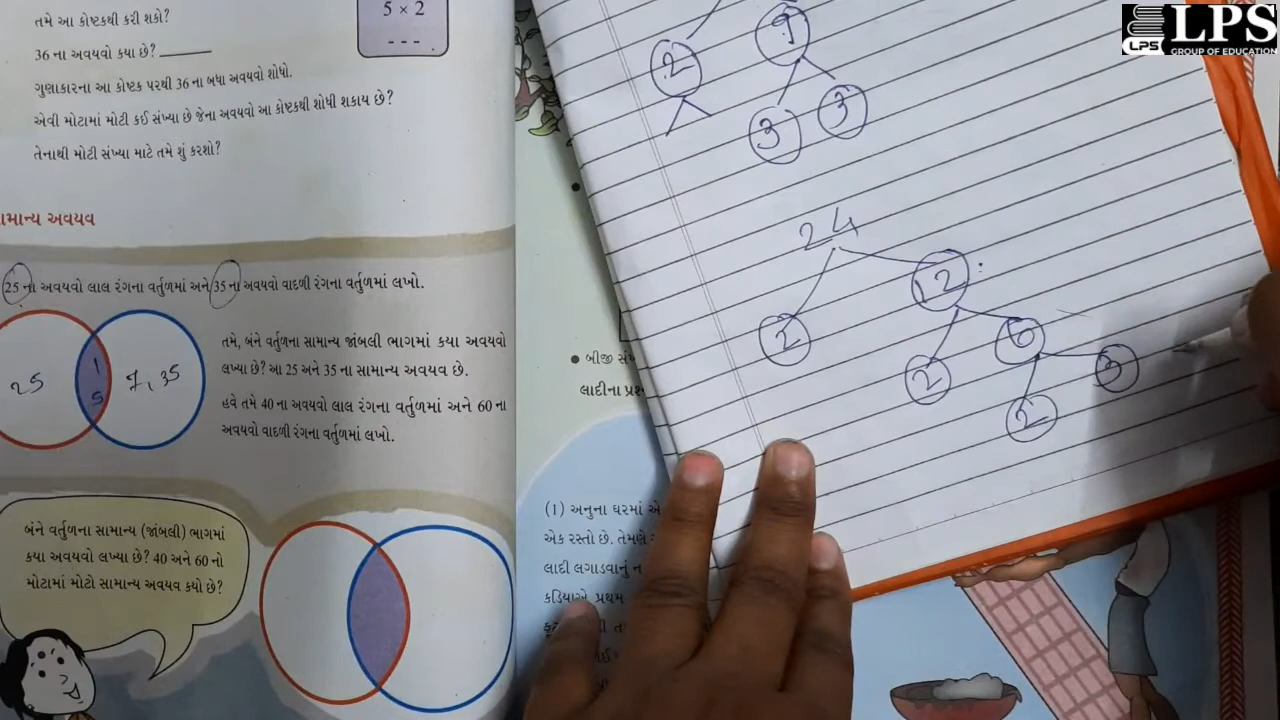 તમે આ કોષ્ટકથી કરી શકો?
36 ના અવયવો કયા છે?
ગુણાકારના આ કોષ્ટક પરથી 36 ના બધા અવયવો શોધો.
એવી મોટામાં મોટી કઈ સંખ્યા છે જેના અવયવો આ કોષ્ટકથી શોધી શકાય છે?
તેનાથી મોટી સંખ્યા માટે તમે શું કરશો?
5 × 2
- - -
LPS
LPS
GROUP OF EDUCATION
2
9
3 3
24
2 12
2 6
2 3
અવયવ
25 ના અવયવો લાલ રંગના વર્તુળમાં અને 35 ના અવયવો વાદળી રંગના વર્તુળમાં લખો.
25
1
5
7, 35
તમે, બંને વર્તુળના સામાન્ય જાંબલી ભાગમાં કયા અવયવો
લખ્યા છે? આ 25 અને 35 ના સામાન્ય અવયવ છે.
હવે તમે 40 ના અવયવો લાલ રંગના વર્તુળમાં અને 60 ના
અવયવો વાદળી રંગના વર્તુળમાં લખો.
બંને વર્તુળના સામાન્ય (જાંબલી) ભાગમાં
કયા અવયવો લખ્યા છે? 40 અને 60 નો
મોટામાં મોટો સામાન્ય અવયવ કયો છે?
બીજી
લાદીના
(1) અનુના ઘરમાં
એક રસ્તો છે. તેમણે
લાદી લગાડવાનું
કડિયાએ પ્રથમ